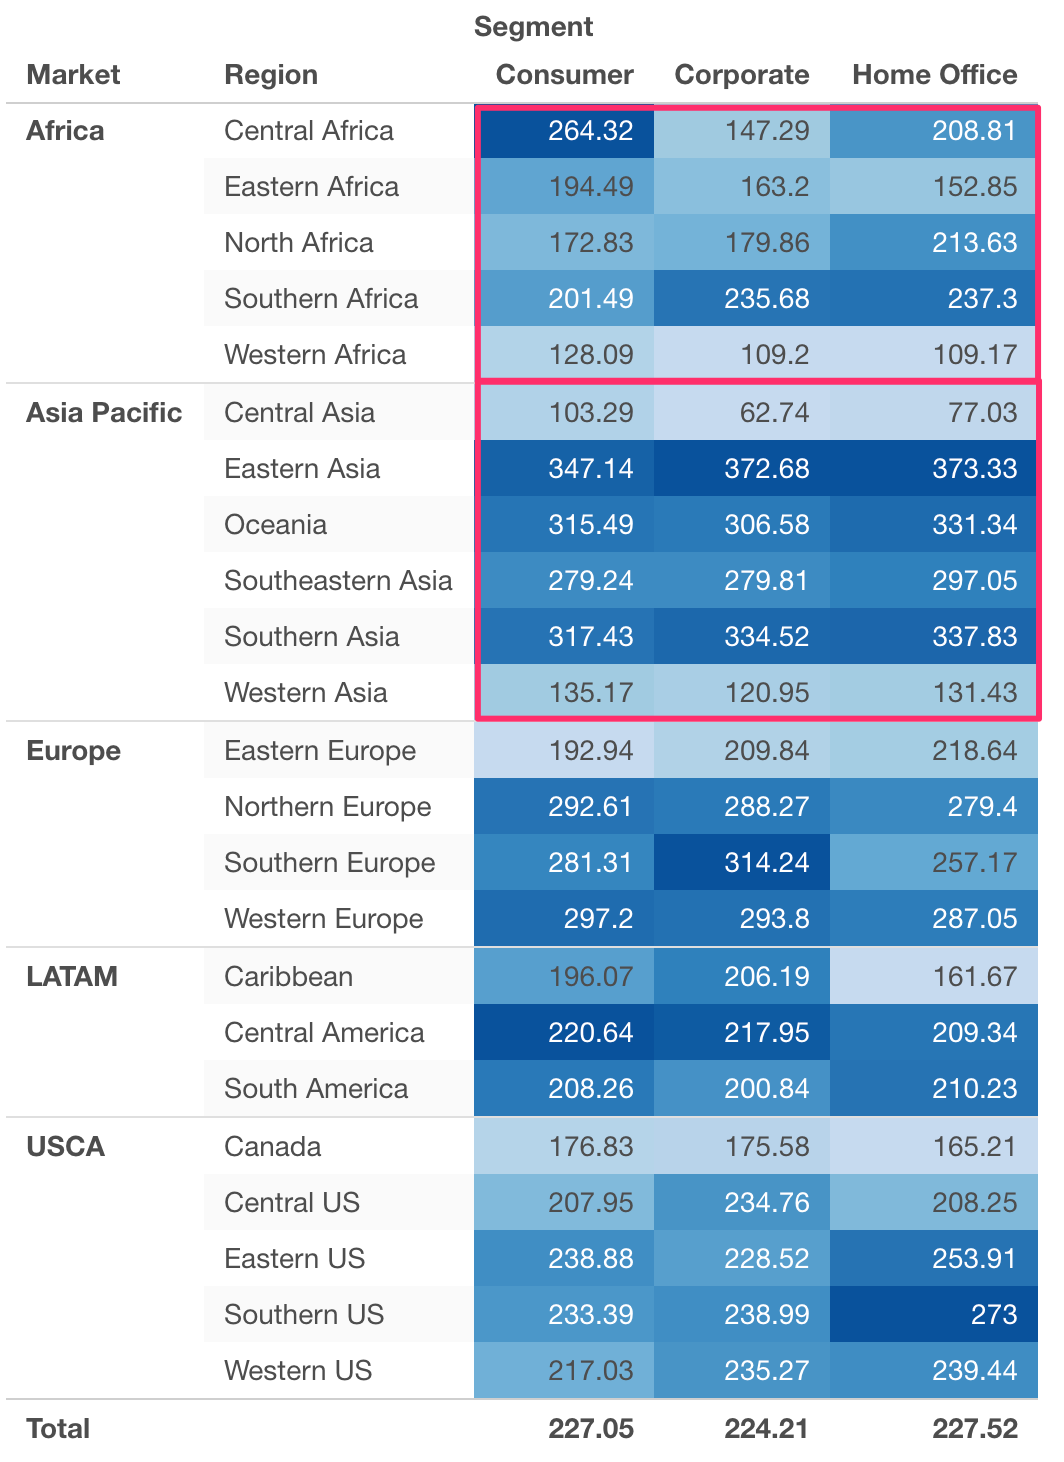 Segment
Market Region Consumer Corporate Home Office
Africa Central Africa 264.32 147.29 208.81
Eastern Africa 194.49 163.2 152.85
North Africa 172.83 179.86 213.63
Southern Africa 201.49 235.68 237.3
Western Africa 128.09 109.2 109.17
Asia Pacific Central Asia 103.29 62.74 77.03
Eastern Asia 347.14 372.68 373.33
Oceania 315.49 306.58 331.34
Southeastern Asia 279.24 279.81 297.05
Southern Asia 317.43 334.52 337.83
Western Asia 135.17 120.95 131.43
Europe Eastern Europe 192.94 209.84 218.64
Northern Europe 292.61 288.27 279.4
Southern Europe 281.31 314.24 257.17
Western Europe 297.2 293.8 287.05
LATAM Caribbean 196.07 206.19 161.67
Central America 220.64 217.95 209.34
South America 208.26 200.84 210.23
USCA Canada 176.83 175.58 165.21
Central US 207.95 234.76 208.25
Eastern US 238.88 228.52 253.91
Southern US 233.39 238.99 273
Western US 217.03 235.27 239.44
Total 227.05 224.21 227.52